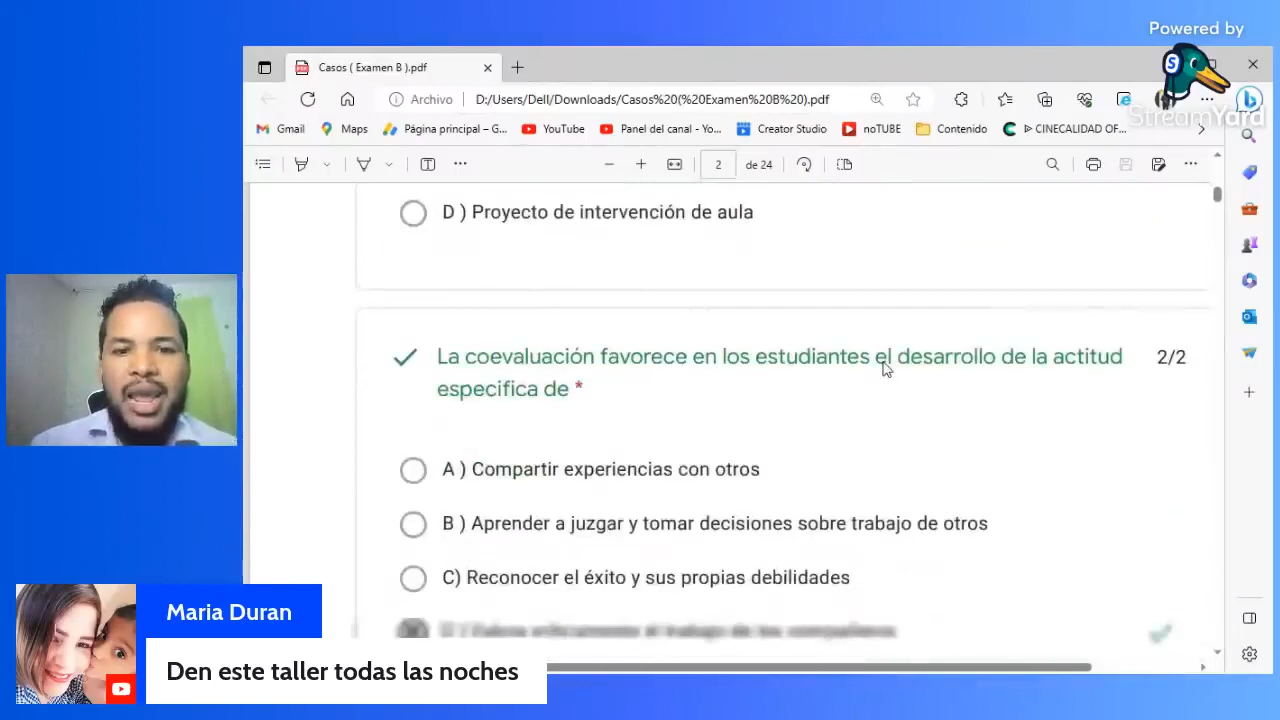 Powered by
StreamYard
Casos ( Examen B ).pdf
Archivo
D:/Users/Dell/Downloads/Casos%20(%20Examen%20B%20).pdf
Gmail
Maps
Página principal – G...
YouTube
Panel del canal - Yo...
Creator Studio
noTUBE
Contenido
▷ CINECALIDAD OF...
2
de 24
D ) Proyecto de intervención de aula
La coevaluación favorece en los estudiantes el desarrollo de la actitud
especifica de *
2/2
A ) Compartir experiencias con otros
B ) Aprender a juzgar y tomar decisiones sobre trabajo de otros
C) Reconocer el éxito y sus propias debilidades
Maria Duran
Den este taller todas las noches